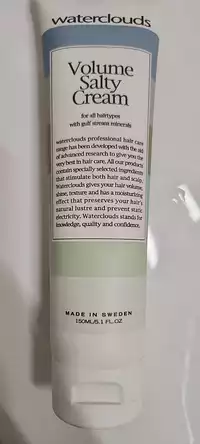 waterclouds
Volume
Salty
Cream
for all hairtypes
with gulf stream minerals
waterclouds professional hair care
range has been developed with the aid
of advanced research to give you the
very best in hair care. All our products
contain specially selected ingredients
that stimulate both hair and scalp.
Waterclouds gives your hair volume,
shine, texture and has a moisturizing
effect that preserves your hair's
natural lustre and prevent static
electricity. Waterclouds stands for
knowledge, quality and confidence.
MADE IN SWEDEN
150ML/5.1 FL.OZ